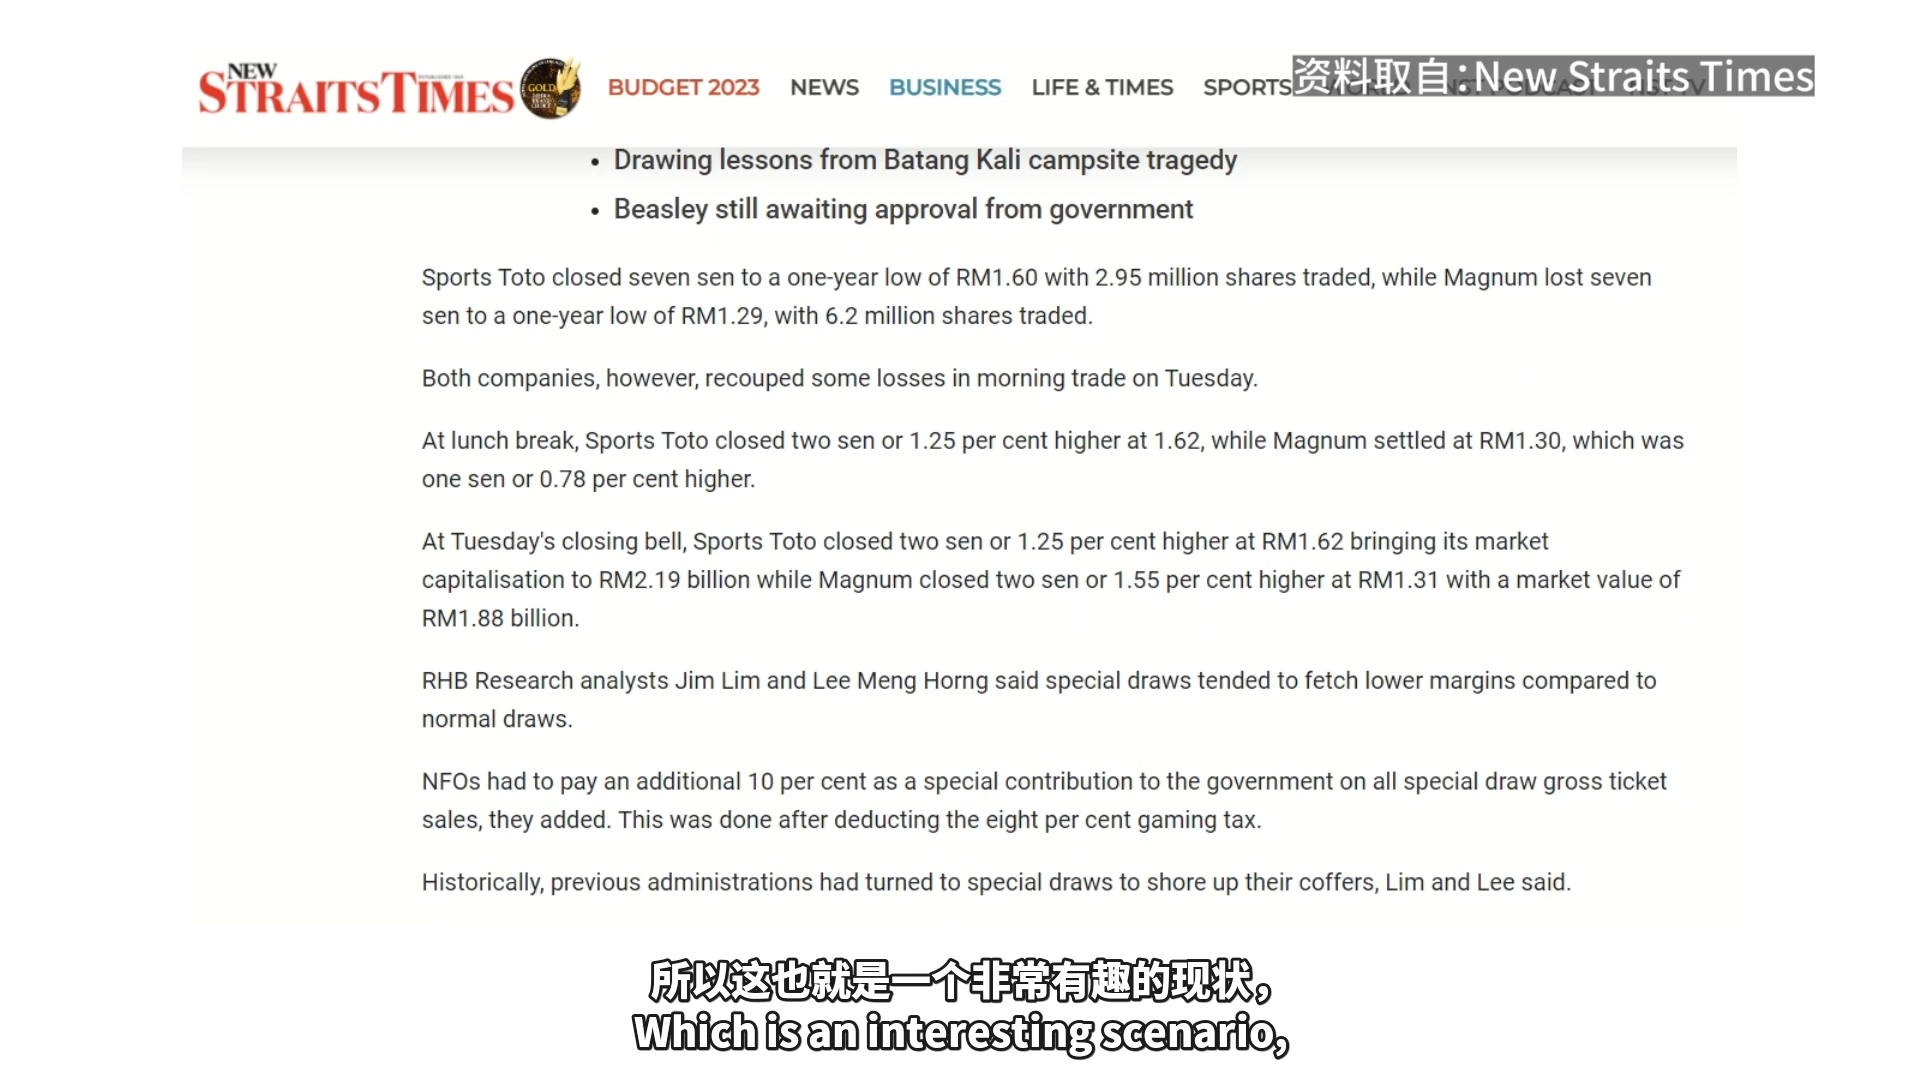 NEW
STRAITS TIMES
GOLD
BUDGET 2023 NEWS BUSINESS LIFE & TIMES SPORTS
资料取自：New Straits Times
• Drawing lessons from Batang Kali campsite tragedy
• Beasley still awaiting approval from government
Sports Toto closed seven sen to a one-year low of RM1.60 with 2.95 million shares traded, while Magnum lost seven
sen to a one-year low of RM1.29, with 6.2 million shares traded.
Both companies, however, recouped some losses in morning trade on Tuesday.
At lunch break, Sports Toto closed two sen or 1.25 per cent higher at 1.62, while Magnum settled at RM1.30, which was
one sen or 0.78 per cent higher.
At Tuesday's closing bell, Sports Toto closed two sen or 1.25 per cent higher at RM1.62 bringing its market
capitalisation to RM2.19 billion while Magnum closed two sen or 1.55 per cent higher at RM1.31 with a market value of
RM1.88 billion.
RHB Research analysts Jim Lim and Lee Meng Horng said special draws tended to fetch lower margins compared to
normal draws.
NFOs had to pay an additional 10 per cent as a special contribution to the government on all special draw gross ticket
sales, they added. This was done after deducting the eight per cent gaming tax.
Historically, previous administrations had turned to special draws to shore up their coffers, Lim and Lee said.
所以这也就是一个非常有趣的现状，
Which is an interesting scenario,